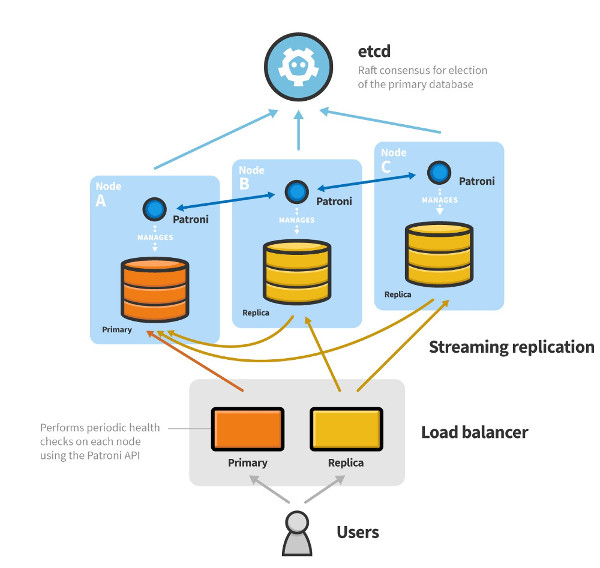 etcd
Raft consensus for election
of the primary database
Node
A
Patroni
MANAGES
Primary
Node
B
Patroni
MANAGES
Replica
Node
C
Patroni
MANAGES
Replica
Streaming replication
Performs periodic health
checks on each node
using the Patroni API
Primary
Replica
Load balancer
Users